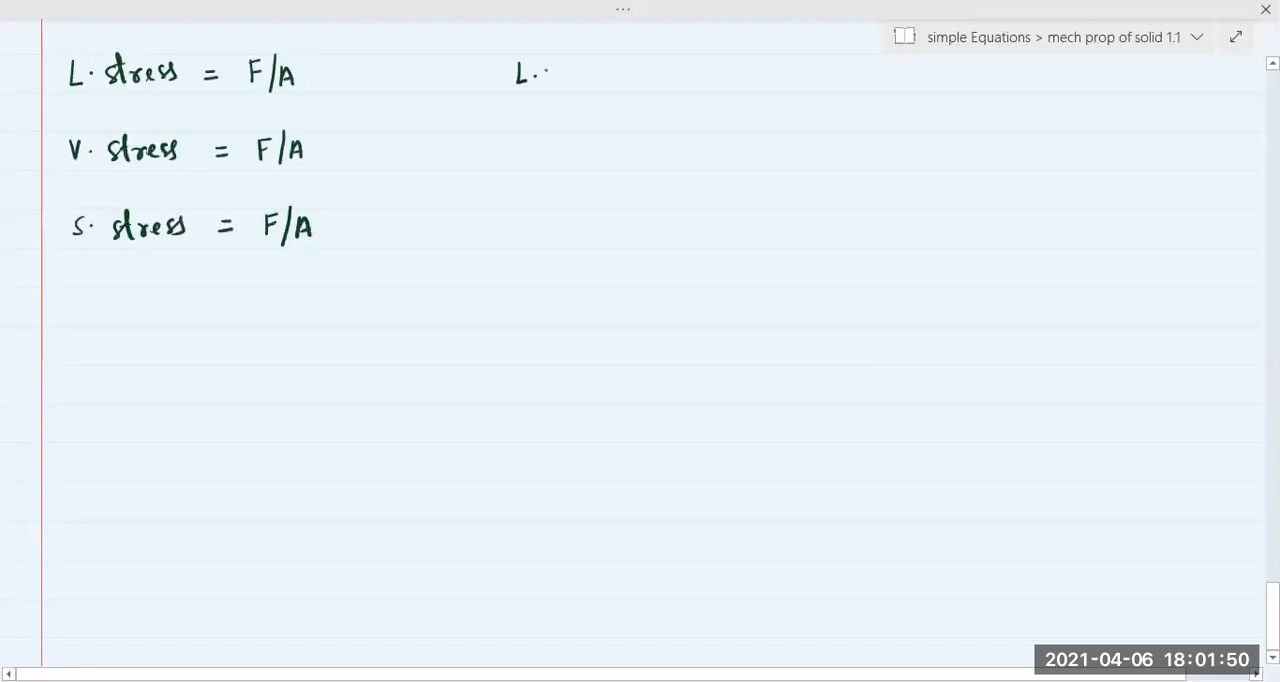 ...
simple Equations > mech prop of solid 1.1
L. stress = F/A
L.
V. stress = F/A
S. stress = F/A
2021-04-06 18:01:50